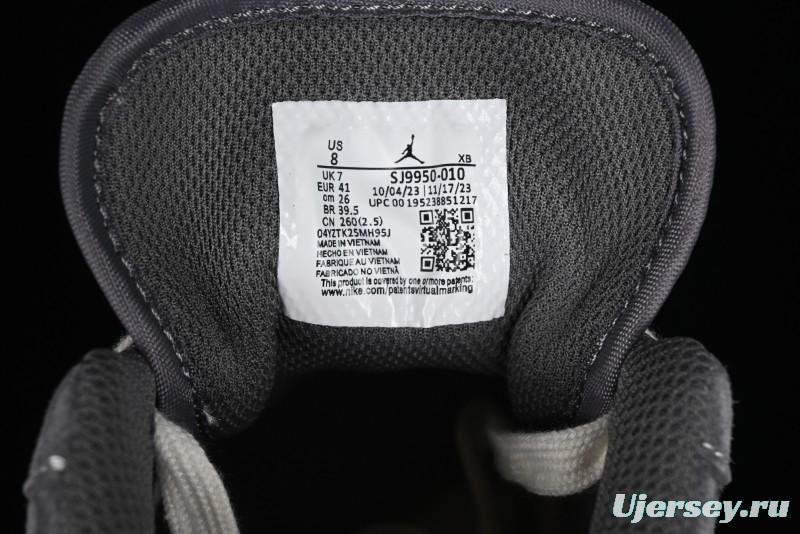 US
8
XB
UK 7
EUR 41
cm 26
BR 39.5
CN 260(2.5)
SJ9950-010
10/04/23 | 11/17/23
UPC 00 195238851217
04YZTK25MH95J
MADE IN VIETNAM
HECHO EN VIETNAM
FABRIQUE AU VIETNAM
FABRICADO NO VIETNÃ
This product is covered by one or more patents:
www.nike.com/patentsvirtualmarking
Ujersey.ru